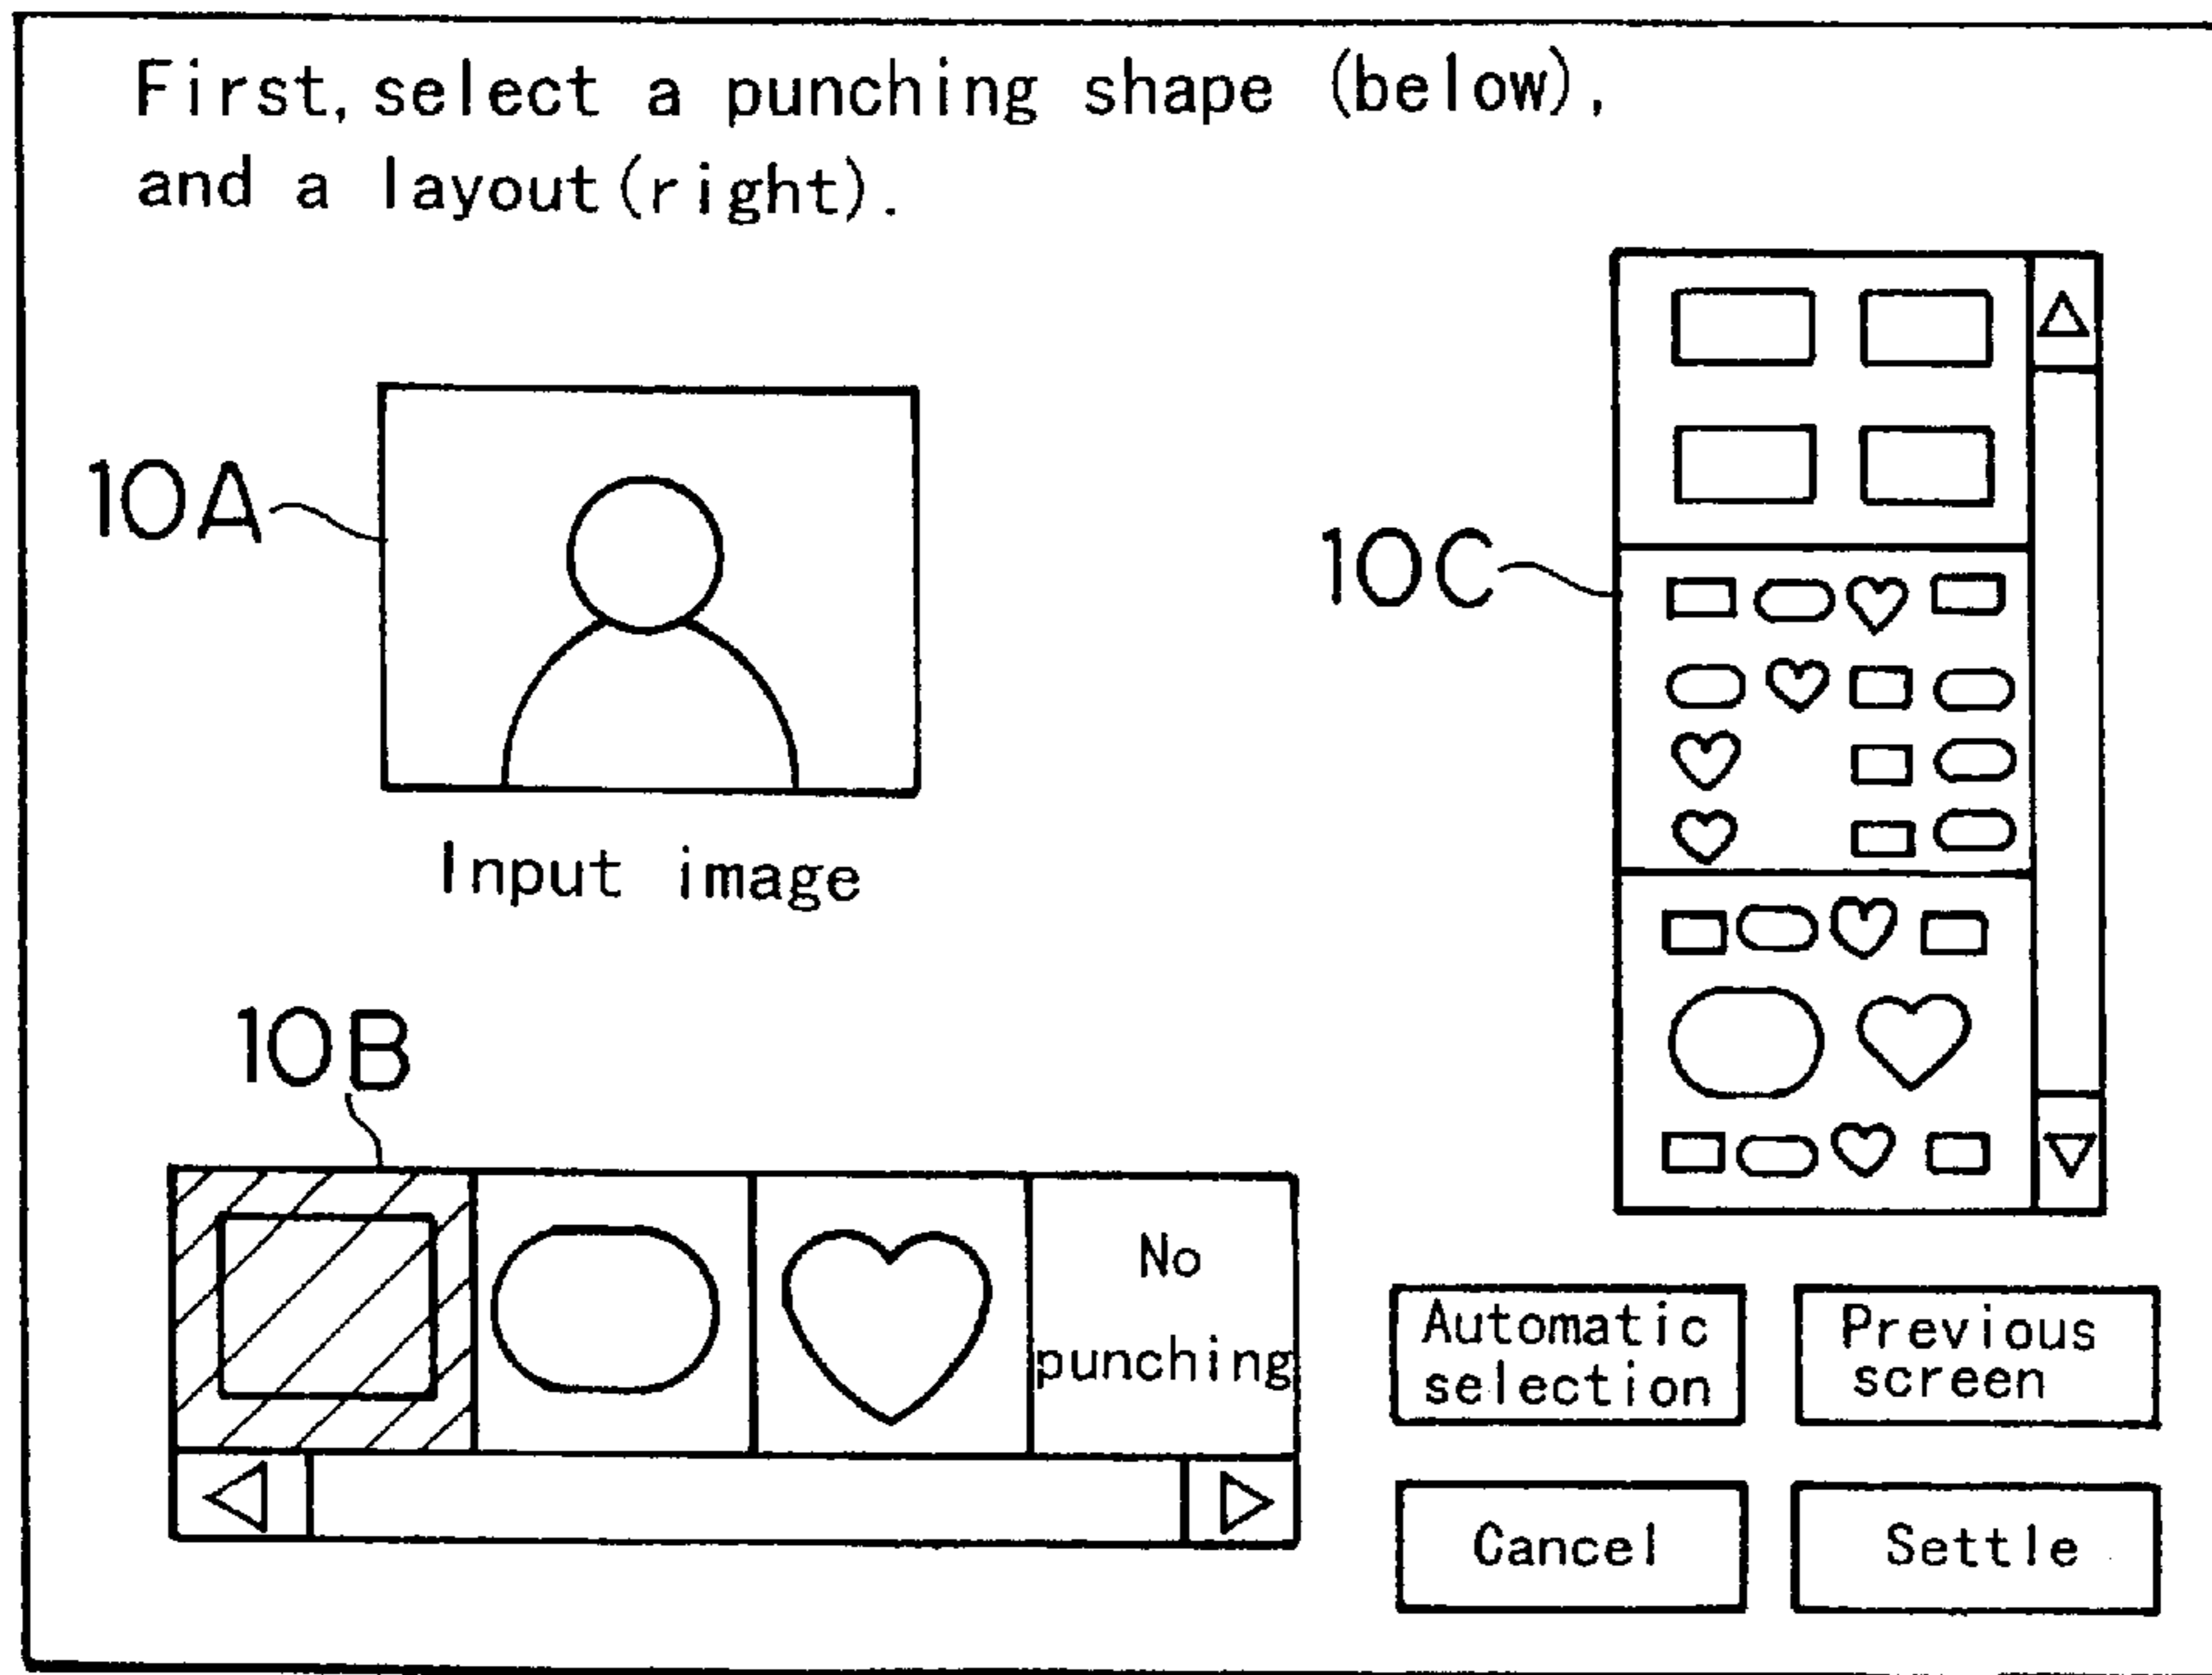 First, select a punching shape (below),
and a layout(right).
10A
10C
Input image
10B
No
punching
Automatic
selection
Previous
screen
Cancel
Settle